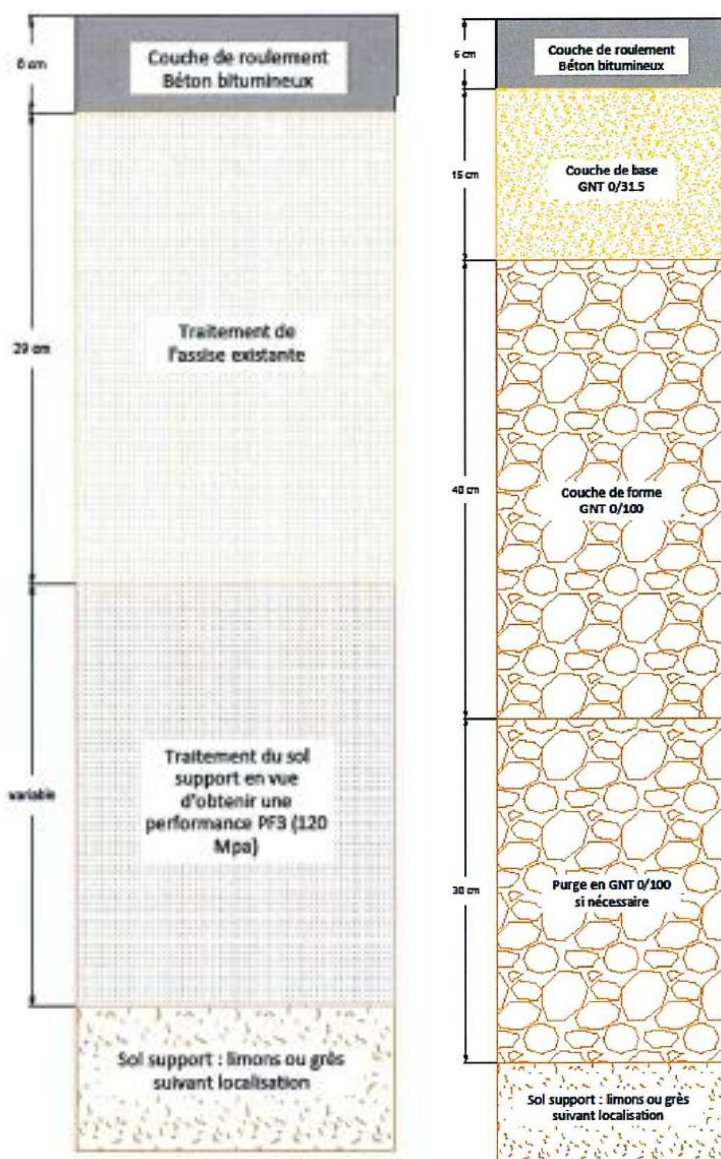 6 cm
Couche de roulement
Béton bitumineux
29 cm
Traitement de
l'assise existante
variable
Traitement du sol
support en vue
d'obtenir une
performance PF3 (120
Mpa)
Sol support : limons ou grès
suivant localisation
6 cm
Couche de roulement
Béton bitumineux
15 cm
Couche de base
GNT 0/31.5
40 cm
Couche de forme
GNT 0/100
30 cm
Purge en GNT 0/100
si nécessaire
Sol support : limons ou grès
suivant localisation